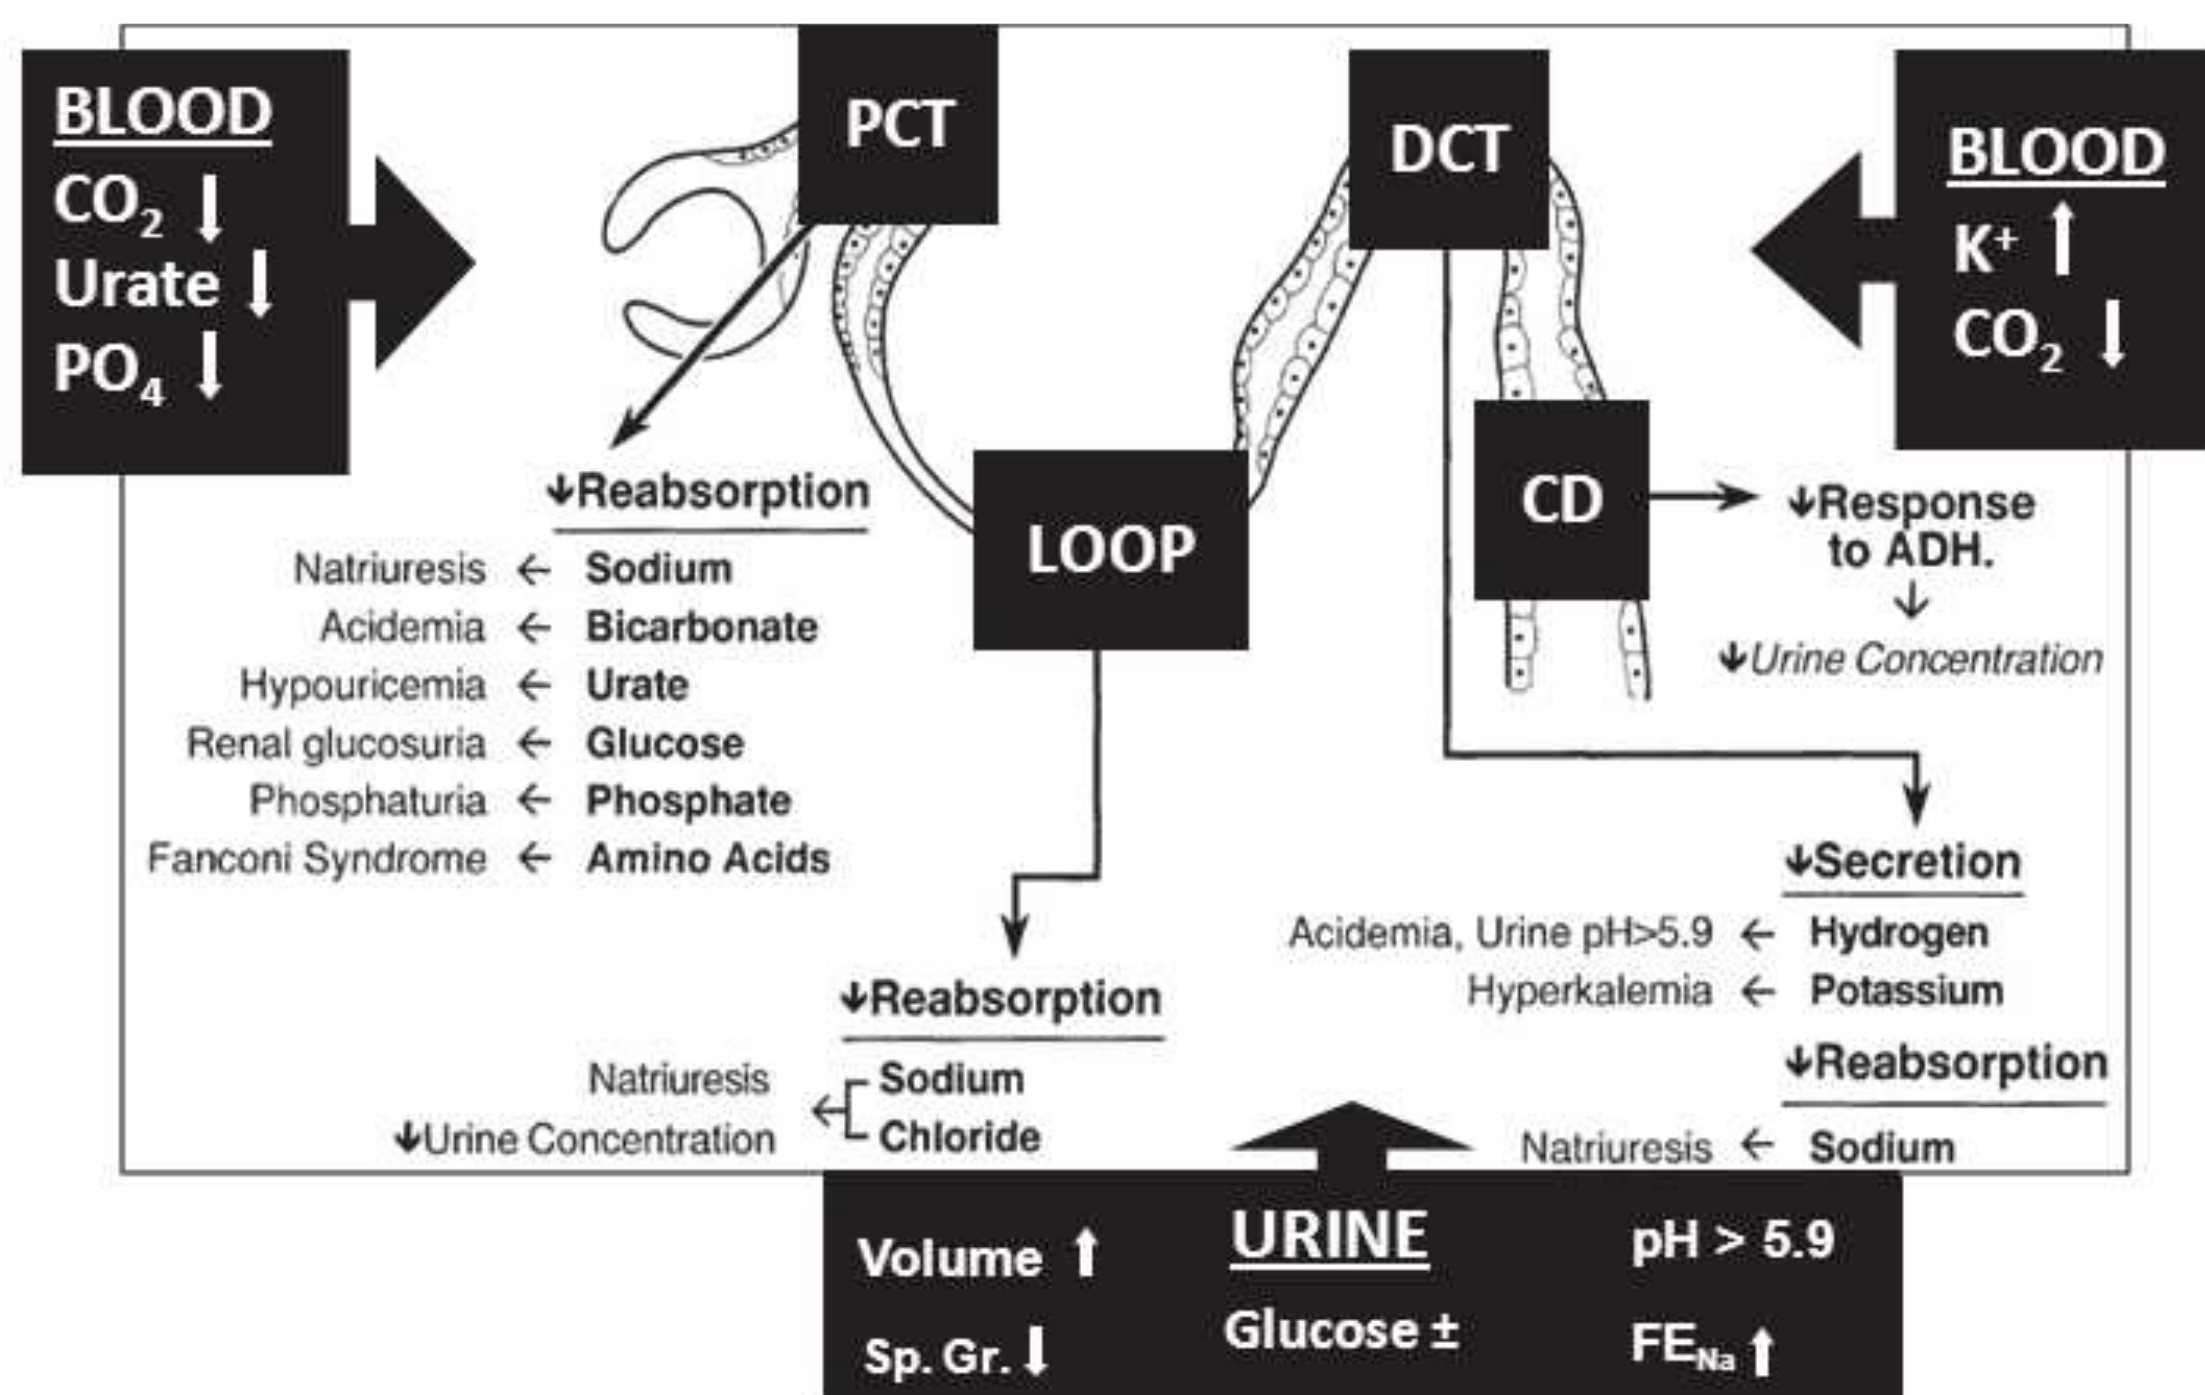 BLOOD
CO₂ ↓
Urate ↓
PO₄ ↓
PCT
DCT
BLOOD
K⁺ ↑
CO₂ ↓
LOOP
CD
↓Reabsorption
Natriuresis ← Sodium
Acidemia ← Bicarbonate
Hypouricemia ← Urate
Renal glucosuria ← Glucose
Phosphaturia ← Phosphate
Fanconi Syndrome ← Amino Acids
↓Response
to ADH.
↓
↓Urine Concentration
↓Reabsorption
Natriuresis ← Sodium
↓Urine Concentration Chloride
↓Secretion
Acidemia, Urine pH>5.9 ← Hydrogen
Hyperkalemia ← Potassium
↓Reabsorption
Natriuresis ← Sodium
URINE
Volume ↑
Sp. Gr. ↓
Glucose ±
pH > 5.9
FENa ↑